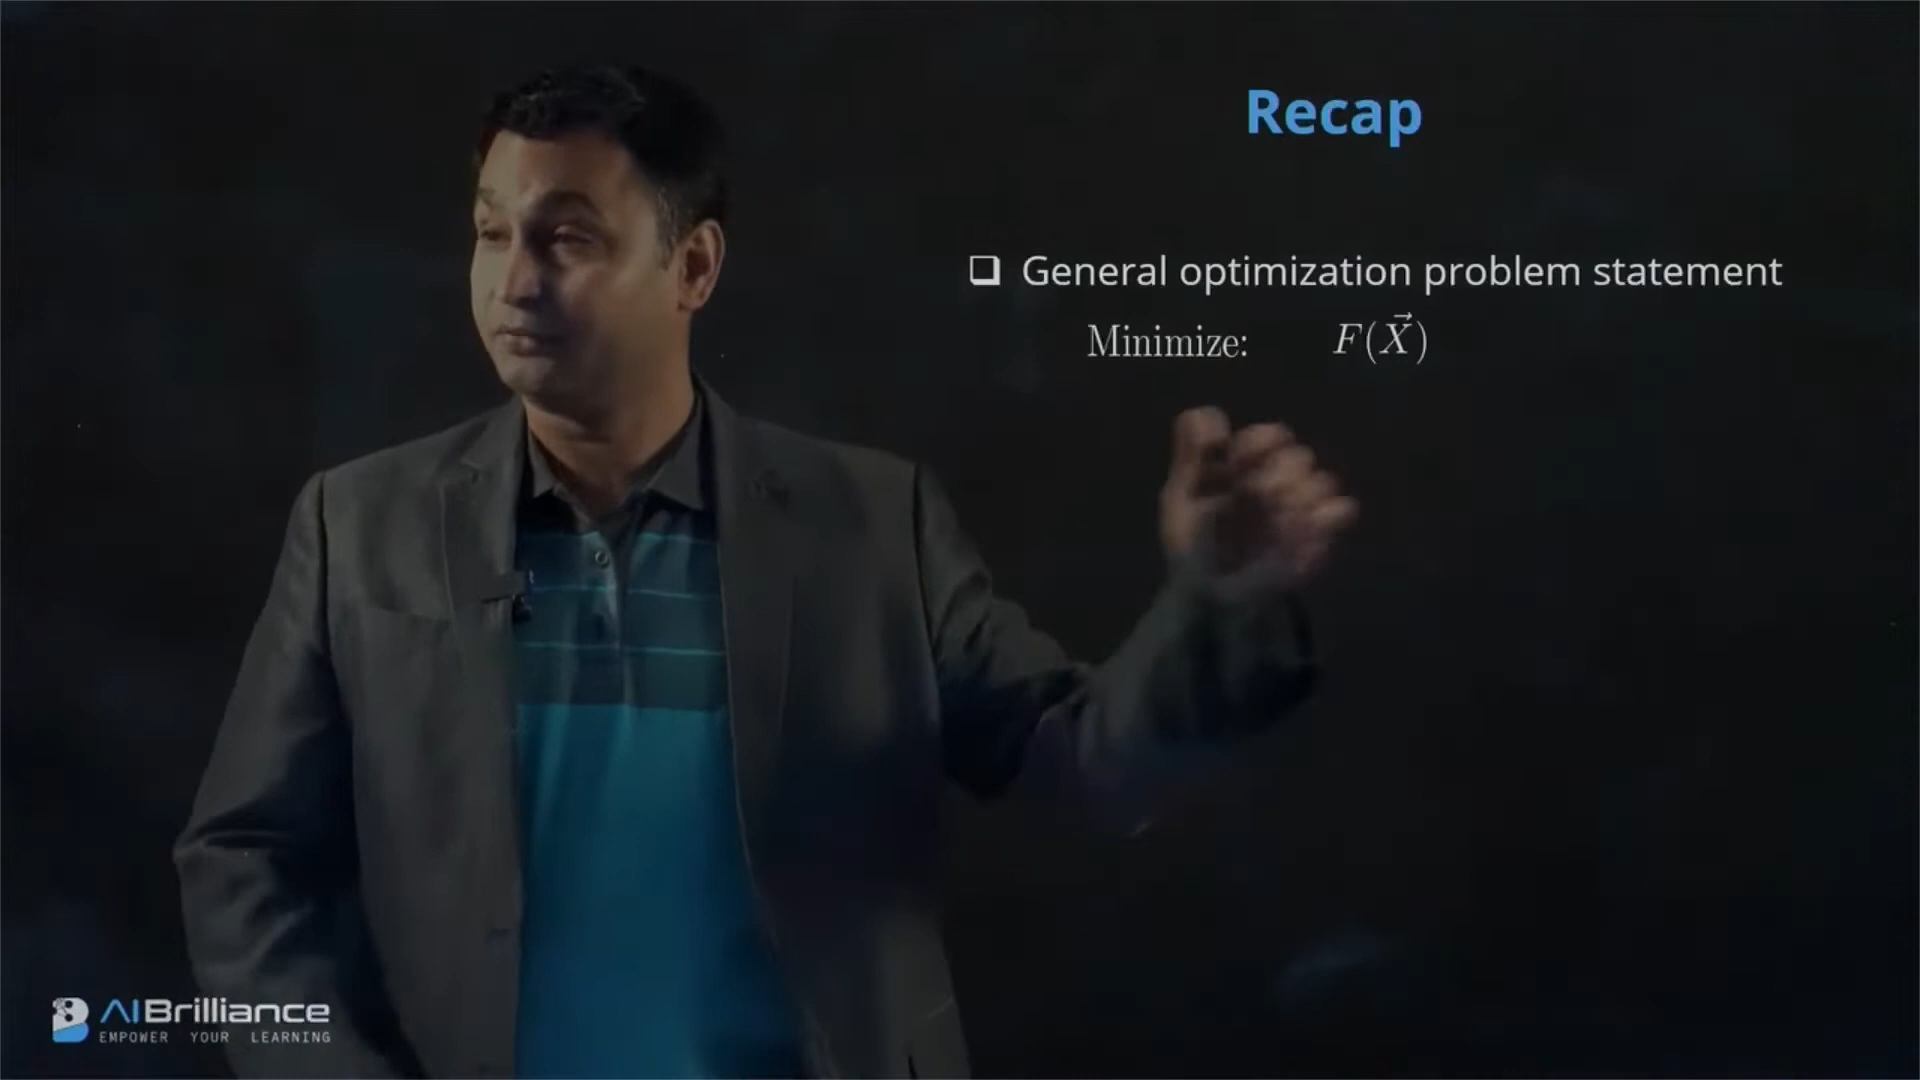 Recap
❑ General optimization problem statement
Minimize: F(X⃗)
AIBrilliance
EMPOWER YOUR LEARNING